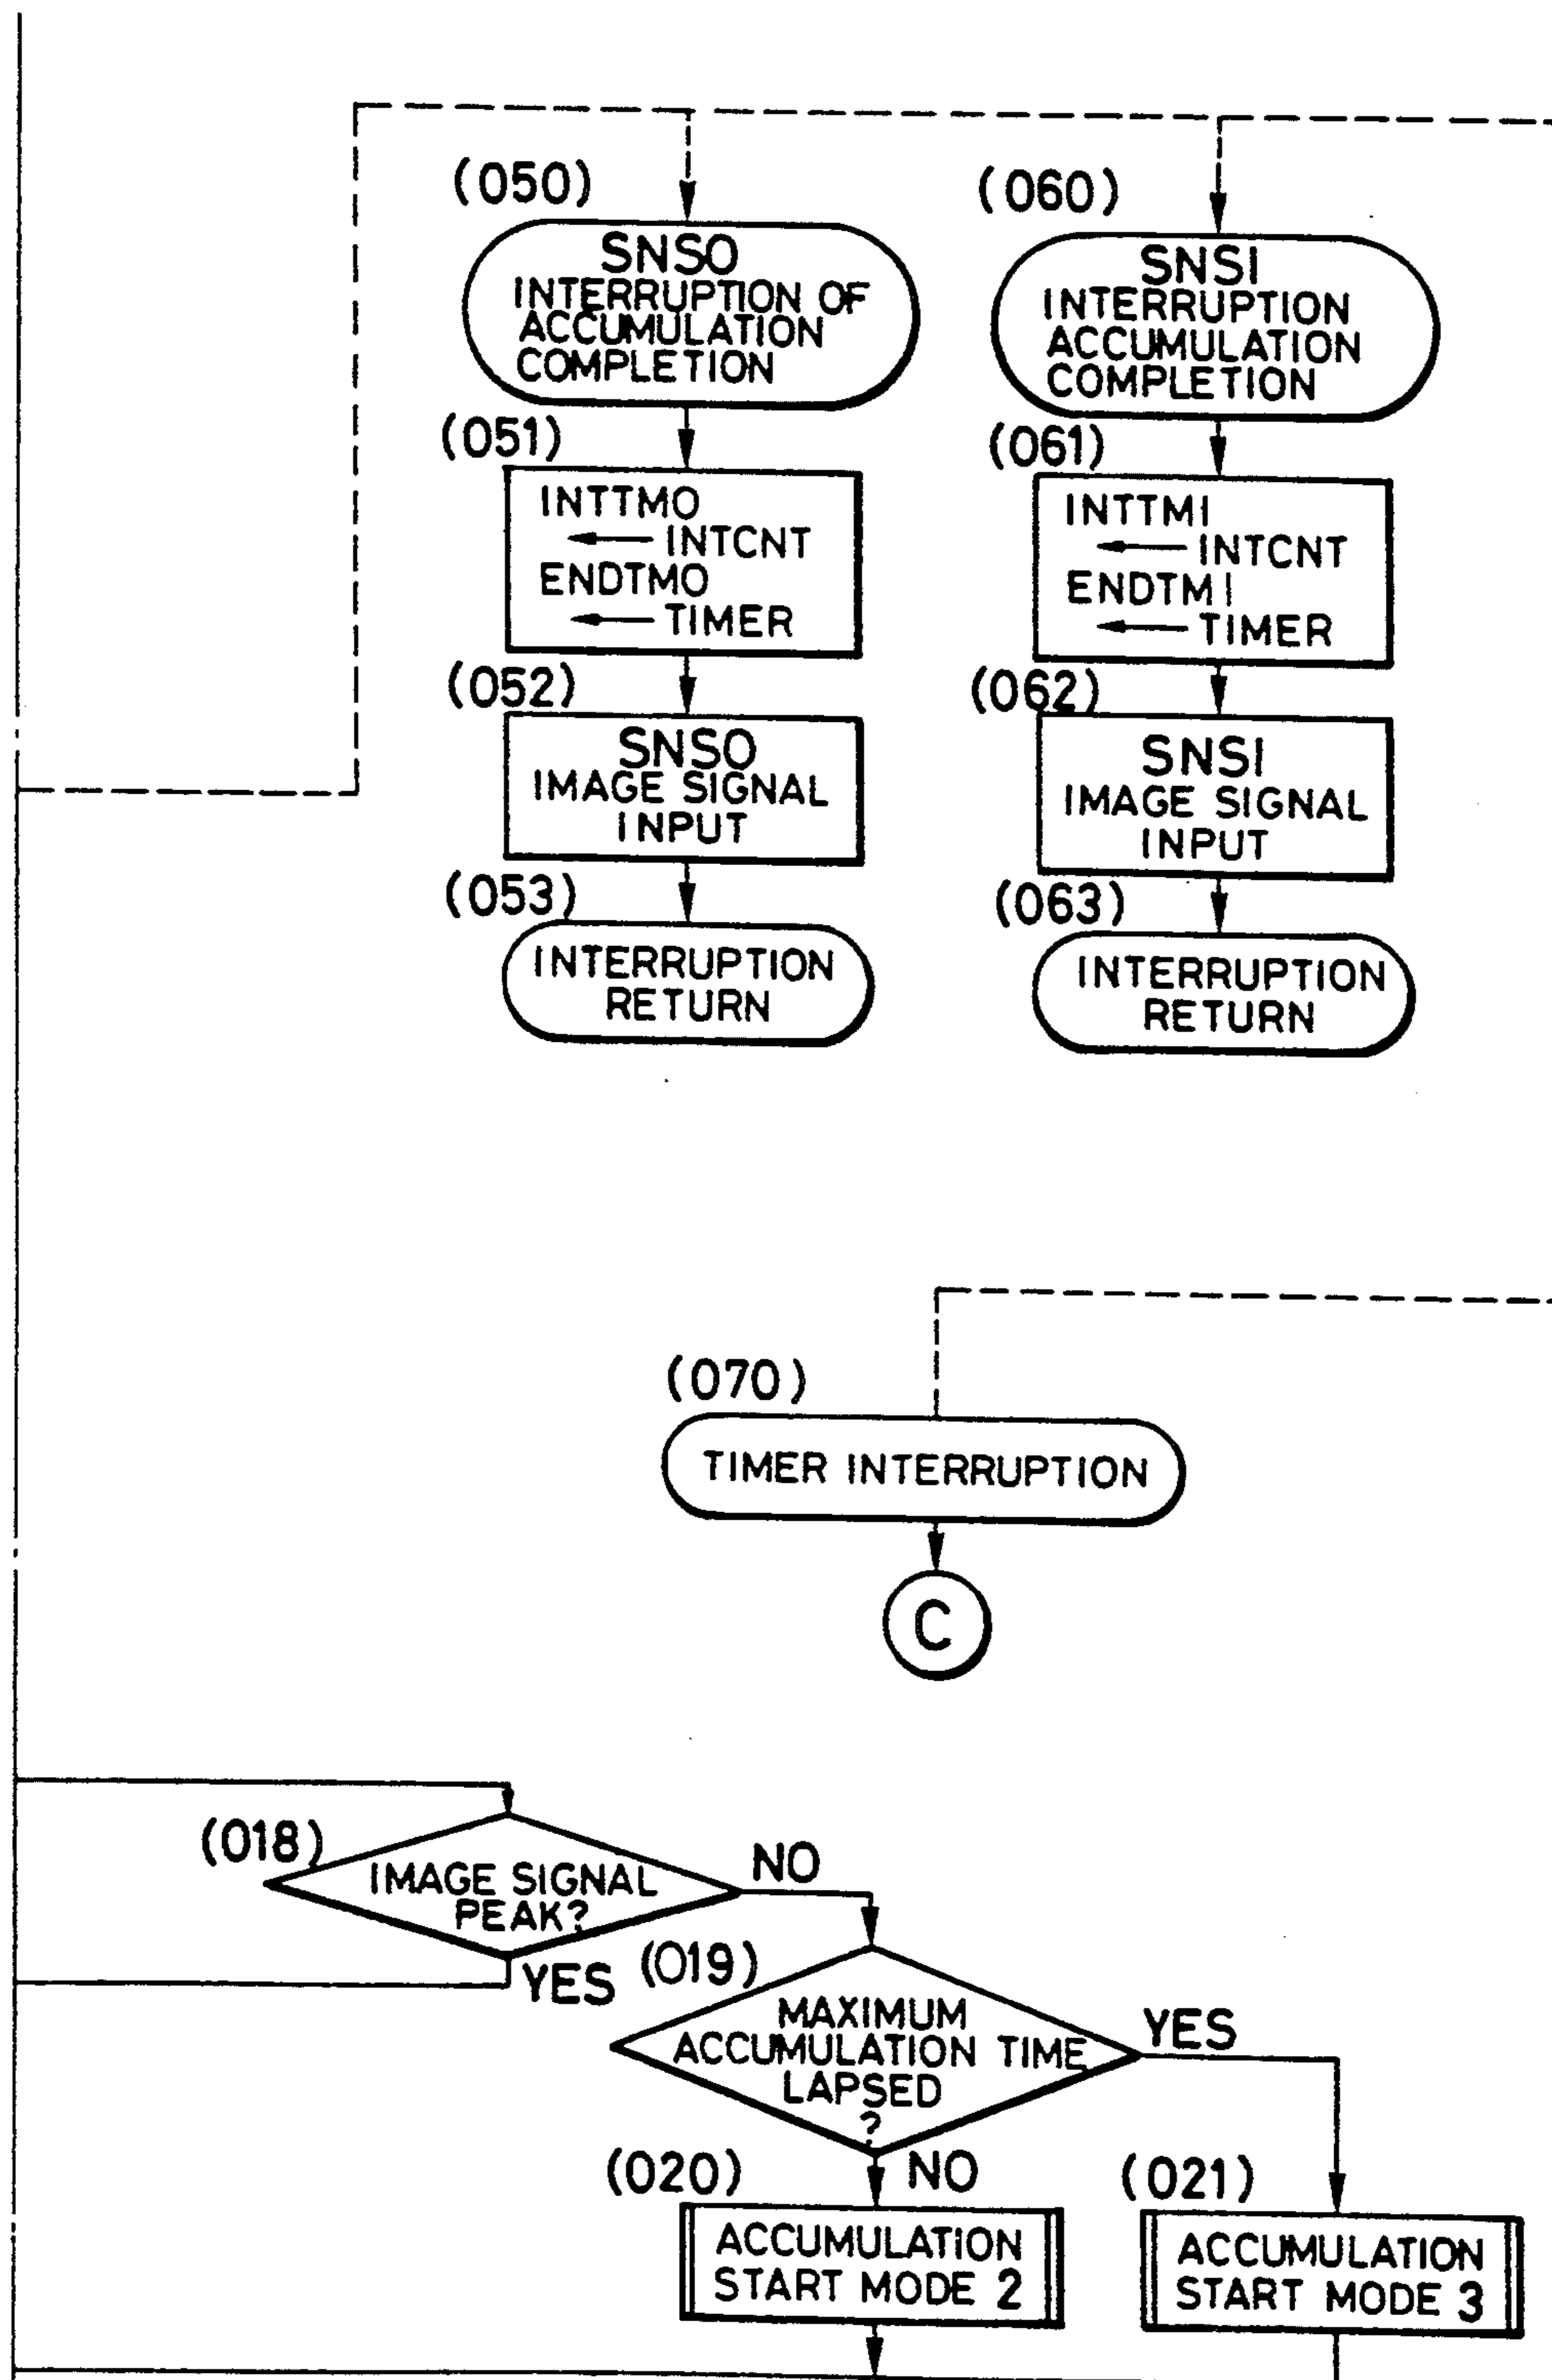 (050)
SNSO
INTERRUPTION OF
ACCUMULATION
COMPLETION
(051)
INTTMO
← INTCNT
ENDTMO
← TIMER
(052)
SNSO
IMAGE SIGNAL
INPUT
(053)
INTERRUPTION
RETURN
(060)
SNSI
INTERRUPTION
ACCUMULATION
COMPLETION
(061)
INTTMI
← INTCNT
ENDTMI
← TIMER
(062)
SNSI
IMAGE SIGNAL
INPUT
(063)
INTERRUPTION
RETURN
(070)
TIMER INTERRUPTION
C
(018)
IMAGE SIGNAL
PEAK?
NO
YES
(019)
MAXIMUM
ACCUMULATION TIME
LAPSED
?
YES
NO
(020)
ACCUMULATION
START MODE 2
(021)
ACCUMULATION
START MODE 3